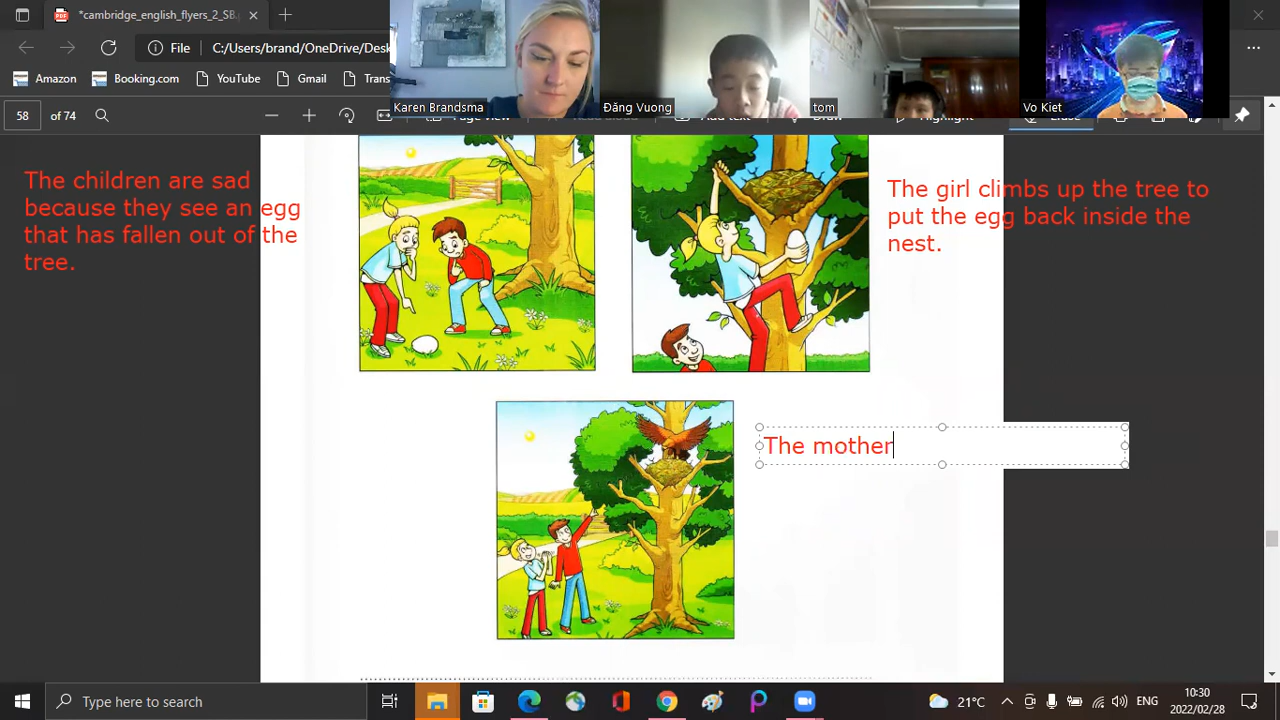 *cambridge_english_flyers_2_SB.
File
C:/Users/brand/OneDrive/Desk
Amazon
Booking.com
YouTube
Gmail
Trans
Karen Brandsma
Đăng Vuong
tom
Vo Kiet
58
of 74
The children are sad
because they see an egg
that has fallen out of the
tree.
The girl climbs up the tree to
put the egg back inside the
nest.
The mother
Type here to search
21°C
ENG
10:30
2022/02/28